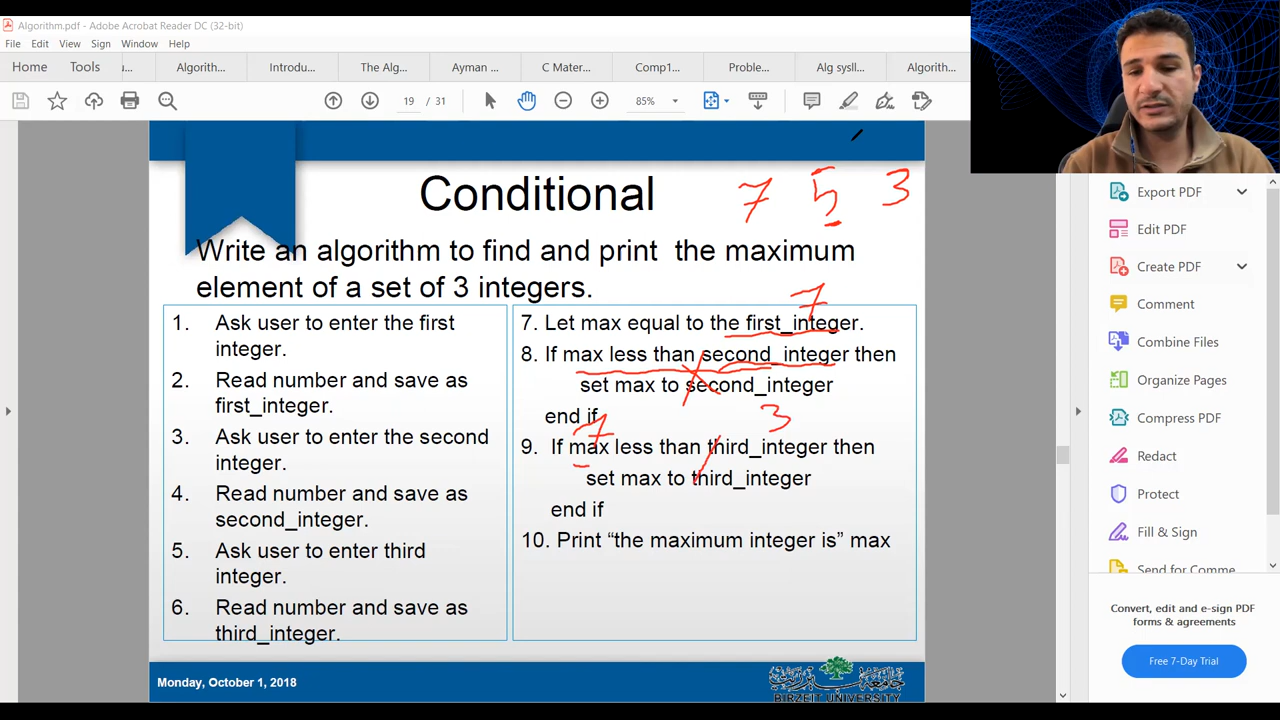 Algorithm.pdf - Adobe Acrobat Reader DC (32-bit)
File Edit View Sign Window Help
Home Tools u... Algorith... Introdu... The Alg... Ayman ... C Mater... Comp1... Proble... Alg sysll... Algorith...
19 / 31 85%
7 5 3
Conditional
Write an algorithm to find and print the maximum
element of a set of 3 integers.
1. Ask user to enter the first
integer.
2. Read number and save as
first_integer.
3. Ask user to enter the second
integer.
4. Read number and save as
second_integer.
5. Ask user to enter third
integer.
6. Read number and save as
third_integer.
7
7. Let max equal to the first_integer.
8. If max less than second_integer then
set max to second_integer
end if
7 3
9. If max less than third_integer then
set max to third_integer
end if
10. Print “the maximum integer is” max
Monday, October 1, 2018
جامعة بيرزيت
BIRZEIT UNIVERSITY
Export PDF
Edit PDF
Create PDF
Comment
Combine Files
Organize Pages
Compress PDF
Redact
Protect
Fill & Sign
Send for Comme
Convert, edit and e-sign PDF
forms & agreements
Free 7-Day Trial